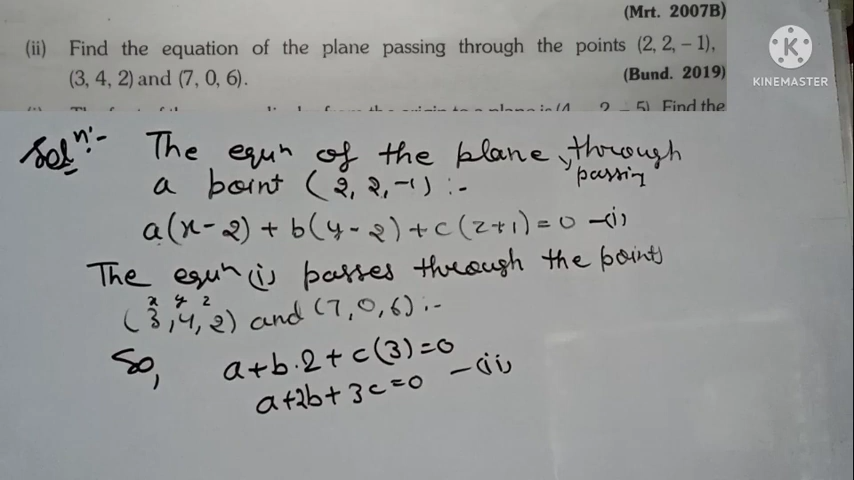 (Mrt. 2007B)
(ii) Find the equation of the plane passing through the points (2, 2, – 1),
(3, 4, 2) and (7, 0, 6).
(Bund. 2019)
KINEMASTER
Solⁿ:-
The equⁿ of the plane, through
passin
a point (2, 2, -1) :-
a(x-2) + b(y-2) + c(z+1) = 0 -(i)
The equⁿ (i) passes through the points
x y z
(3, 4, 2) and (7, 0, 6) :-
So, a+b.2 + c(3) = 0
a+2b+3c=0 -(ii)